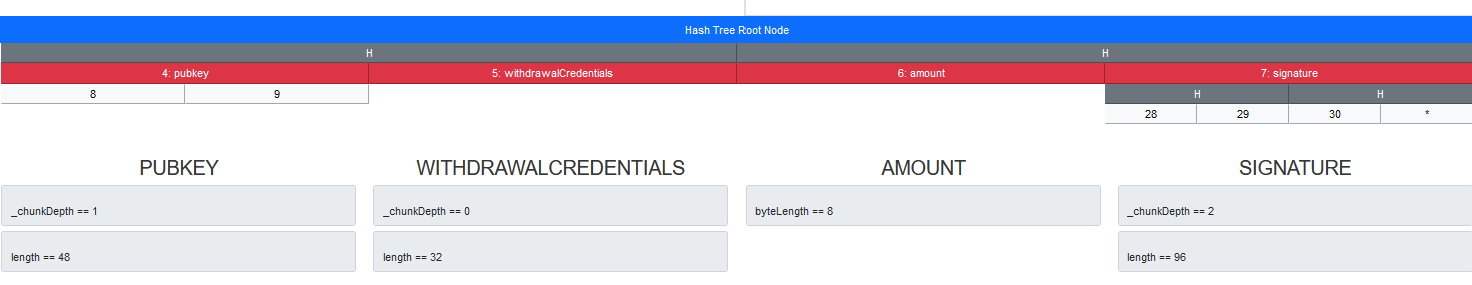 Hash Tree Root Node
H H
4: pubkey 5: withdrawalCredentials 6: amount 7: signature
8 9 H H
28 29 30 *
PUBKEY WITHDRAWALCREDENTIALS AMOUNT SIGNATURE
_chunkDepth == 1 _chunkDepth == 0 byteLength == 8 _chunkDepth == 2
length == 48 length == 32 length == 96